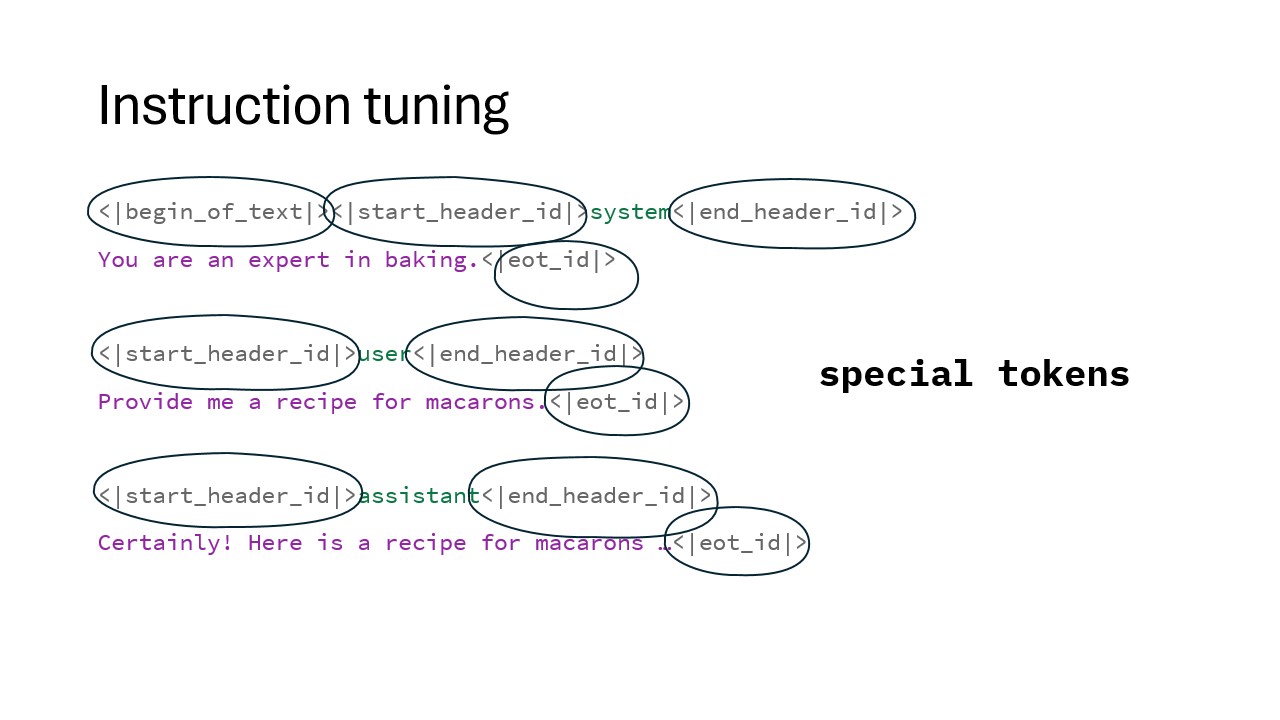 Instruction tuning
<|begin_of_text|><|start_header_id|>system<|end_header_id|>
You are an expert in baking.<|eot_id|>
<|start_header_id|>user<|end_header_id|>
Provide me a recipe for macarons.<|eot_id|>
special tokens
<|start_header_id|>assistant<|end_header_id|>
Certainly! Here is a recipe for macarons …<|eot_id|>